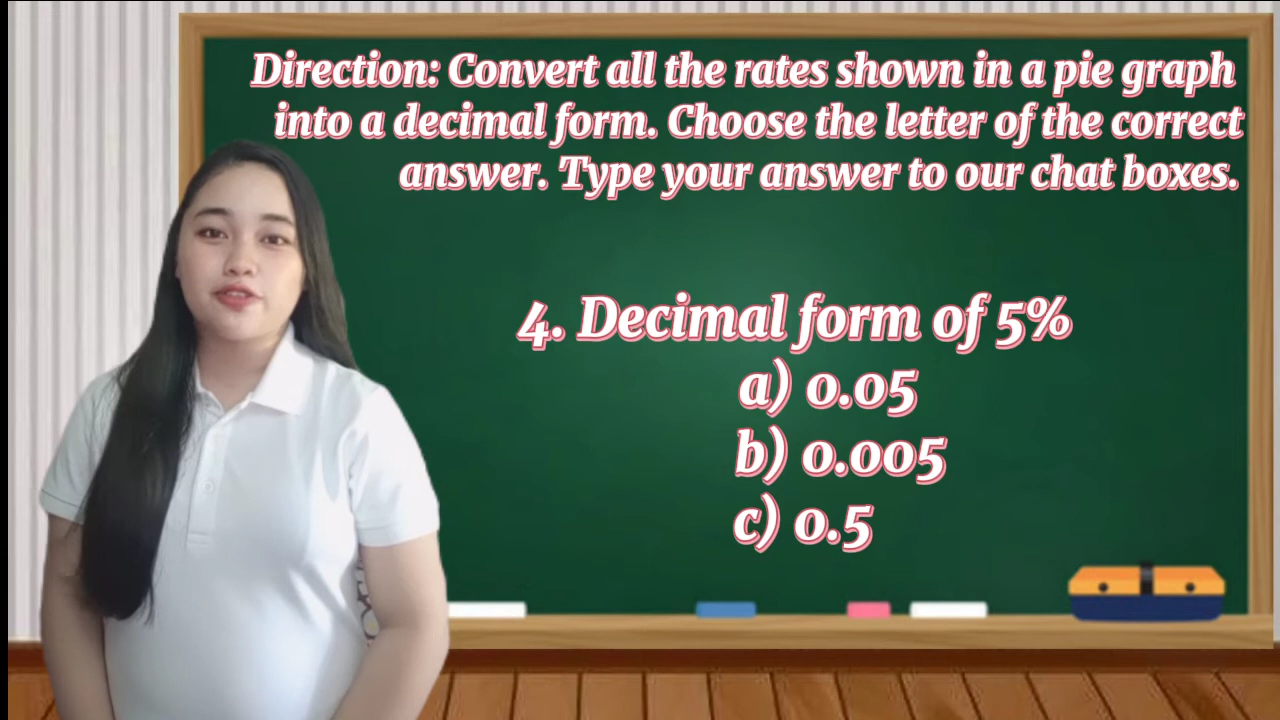 Direction: Convert all the rates shown in a pie graph
into a decimal form. Choose the letter of the correct
answer. Type your answer to our chat boxes.
4. Decimal form of 5%
a) 0.05
b) 0.005
c) 0.5